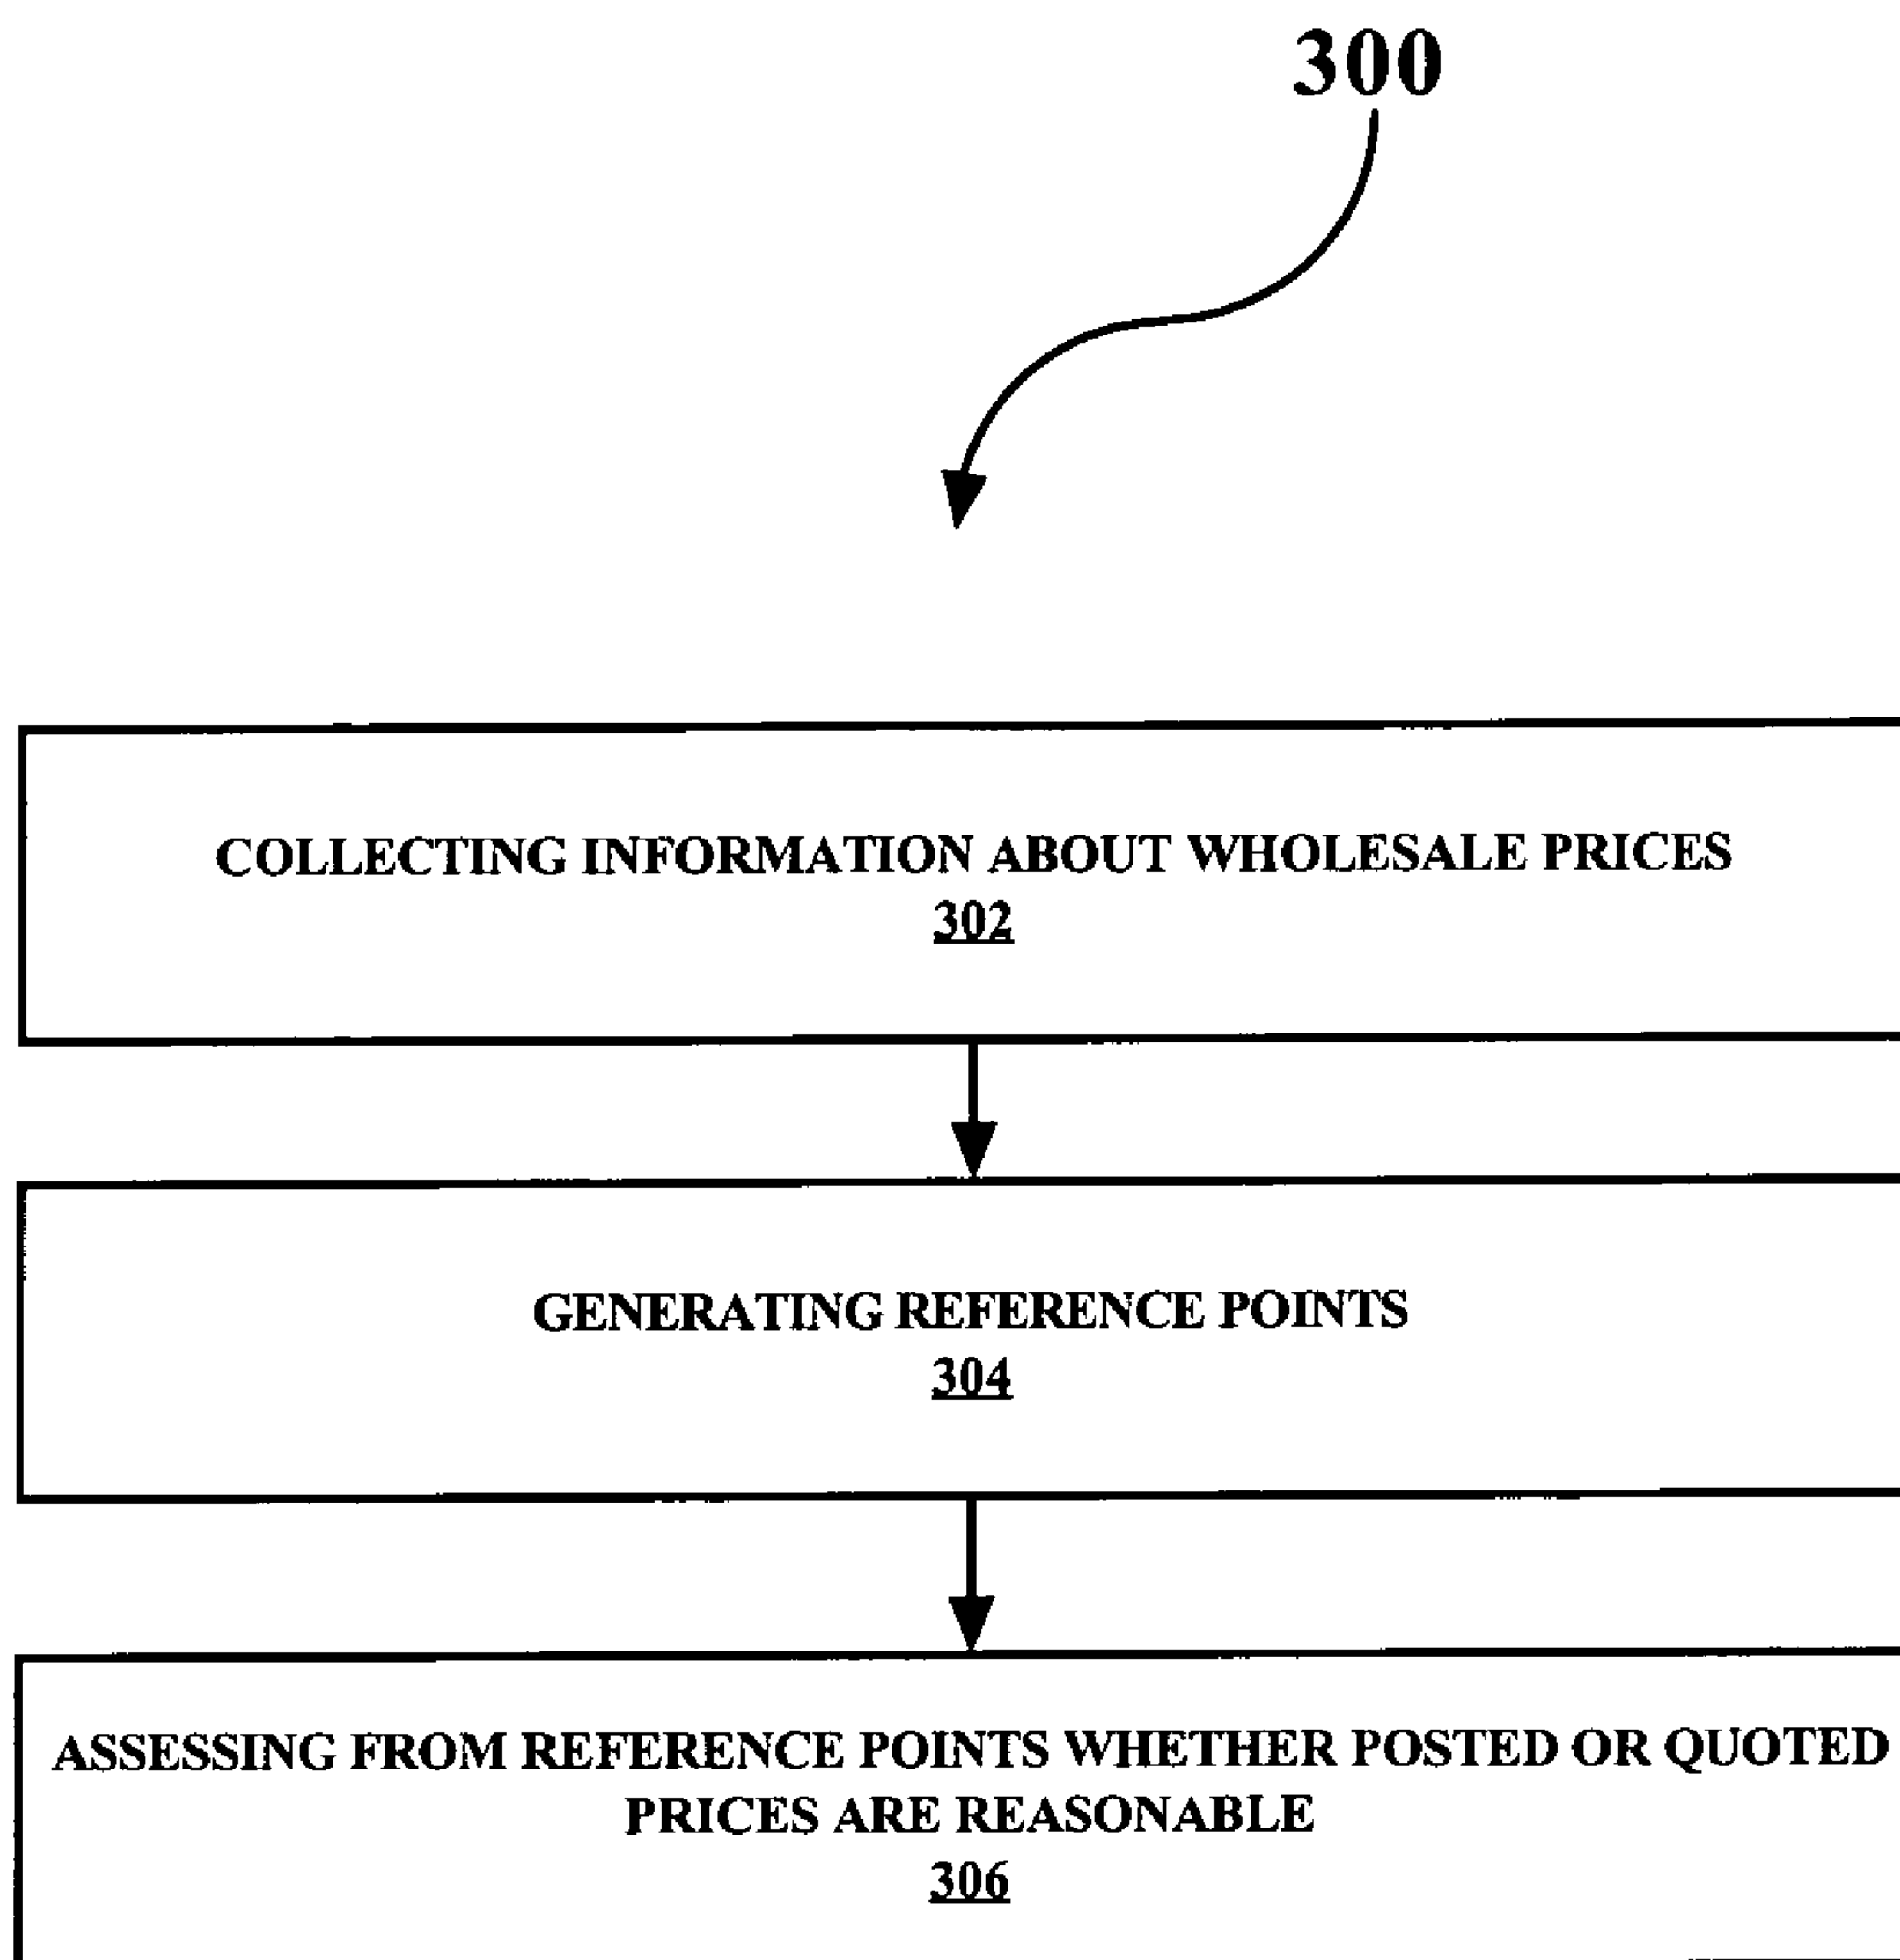 300
COLLECTING INFORMATION ABOUT WHOLESALE PRICES
302
GENERATING REFERENCE POINTS
304
ASSESSING FROM REFERENCE POINTS WHETHER POSTED OR QUOTED
PRICES ARE REASONABLE
306